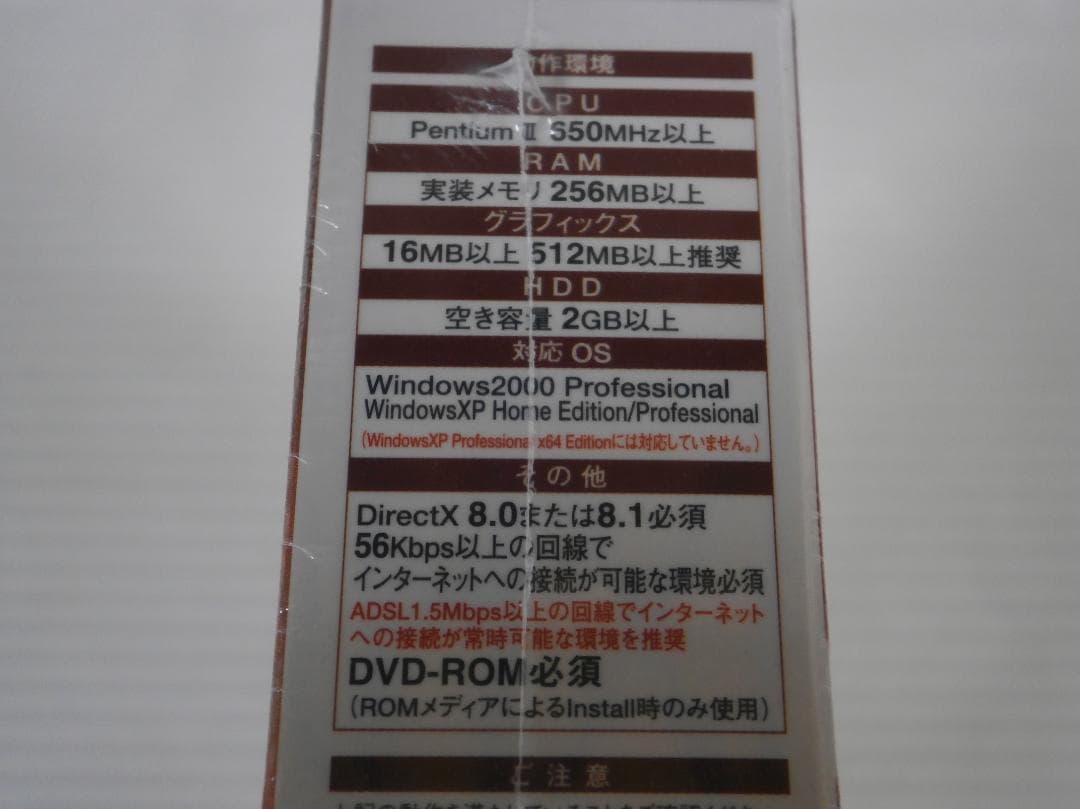 動作環境
CPU
Pentium Ⅲ 650MHz以上
RAM
実装メモリ 256MB以上
グラフィックス
16MB以上 512MB以上推奨
HDD
空き容量 2GB以上
対応 OS
Windows2000 Professional
WindowsXP Home Edition/Professional
(WindowsXP Professional x64 Editionには対応していません。)
その他
DirectX 8.0または8.1必須
56Kbps以上の回線で
インターネットへの接続が可能な環境必須
ADSL1.5Mbps以上の回線でインターネット
への接続が常時可能な環境を推奨
DVD-ROM必須
(ROMメディアによるInstall時のみ使用)
ご注意